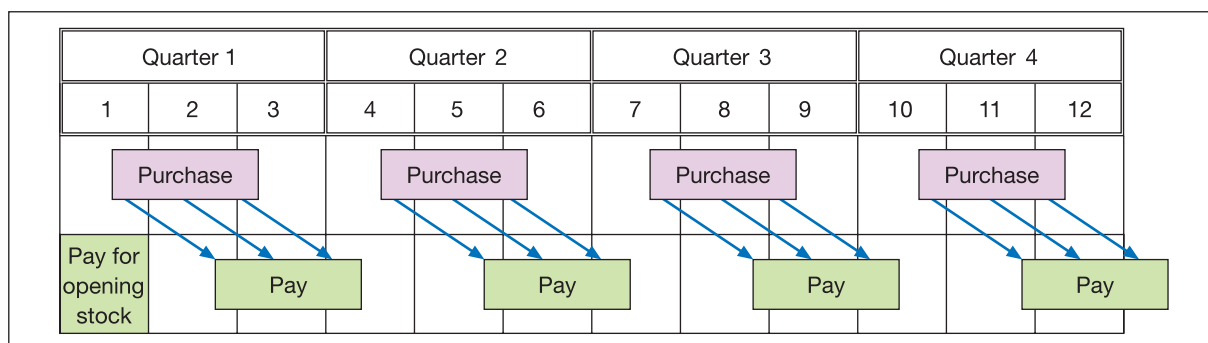 Quarter 1 Quarter 2 Quarter 3 Quarter 4
1 2 3 4 5 6 7 8 9 10 11 12
Purchase Purchase Purchase Purchase
Pay for
opening
stock
Pay Pay Pay Pay